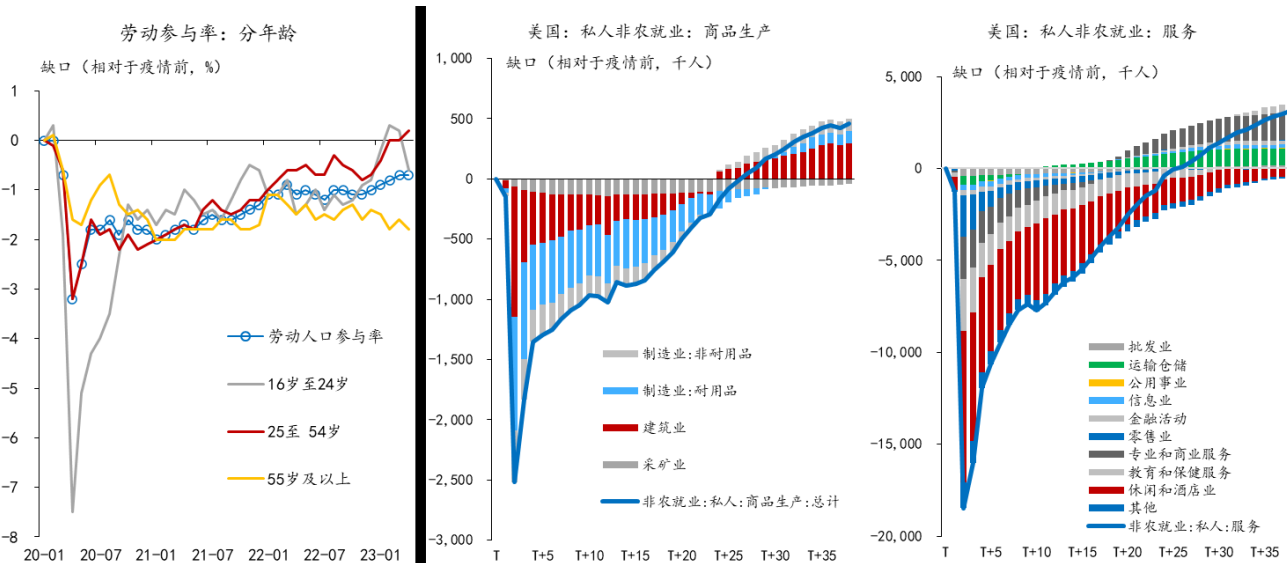 劳动参与率: 分年龄
缺口 (相对于疫情前, %)
1
0
-1
-2
-3
-4
-5
-6
-7
-8
20-01
20-07
21-01
21-07
22-01
22-07
23-01
劳动人口参与率
16岁至24岁
25至 54岁
55岁及以上
美国: 私人非农就业: 商品生产
缺口 (相对于疫情前, 千人)
1,000
500
0
-500
-1,000
-1,500
-2,000
-2,500
-3,000
T
T+5
T+10
T+15
T+20
T+25
T+30
T+35
制造业:非耐用品
制造业:耐用品
建筑业
采矿业
非农就业:私人:商品生产:总计
美国: 私人非农就业: 服务
缺口 (相对于疫情前, 千人)
5,000
0
-5,000
-10,000
-15,000
-20,000
T
T+5
T+10
T+15
T+20
T+25
T+30
T+35
批发业
运输仓储
公用事业
信息业
金融活动
零售业
专业和商业服务
教育和保健服务
休闲和酒店业
其他
非农就业:私人:服务